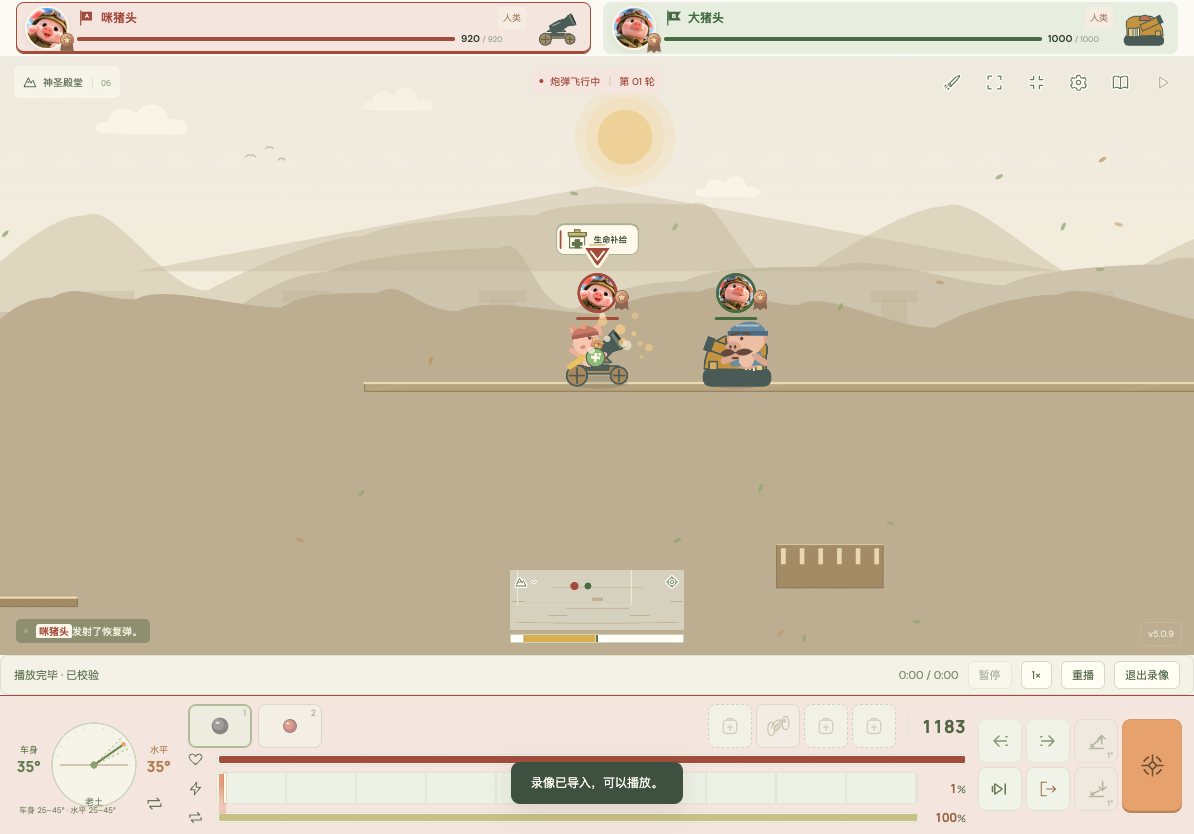 A 咪猪头 人类
920 / 920
B 大猪头 人类
1000 / 1000
神圣殿堂 06
炮弹飞行中 第 01 轮
生命补给
咪猪头 发射了恢复弹。
v5.0.9
播放完毕 · 已校验
0:00 / 0:00 暂停 1× 重播 退出录像
1 2
1183
车身 35°
水平 35°
老土
车身 25–45° · 水平 25–45°
1°
1°
1%
100%
录像已导入，可以播放。